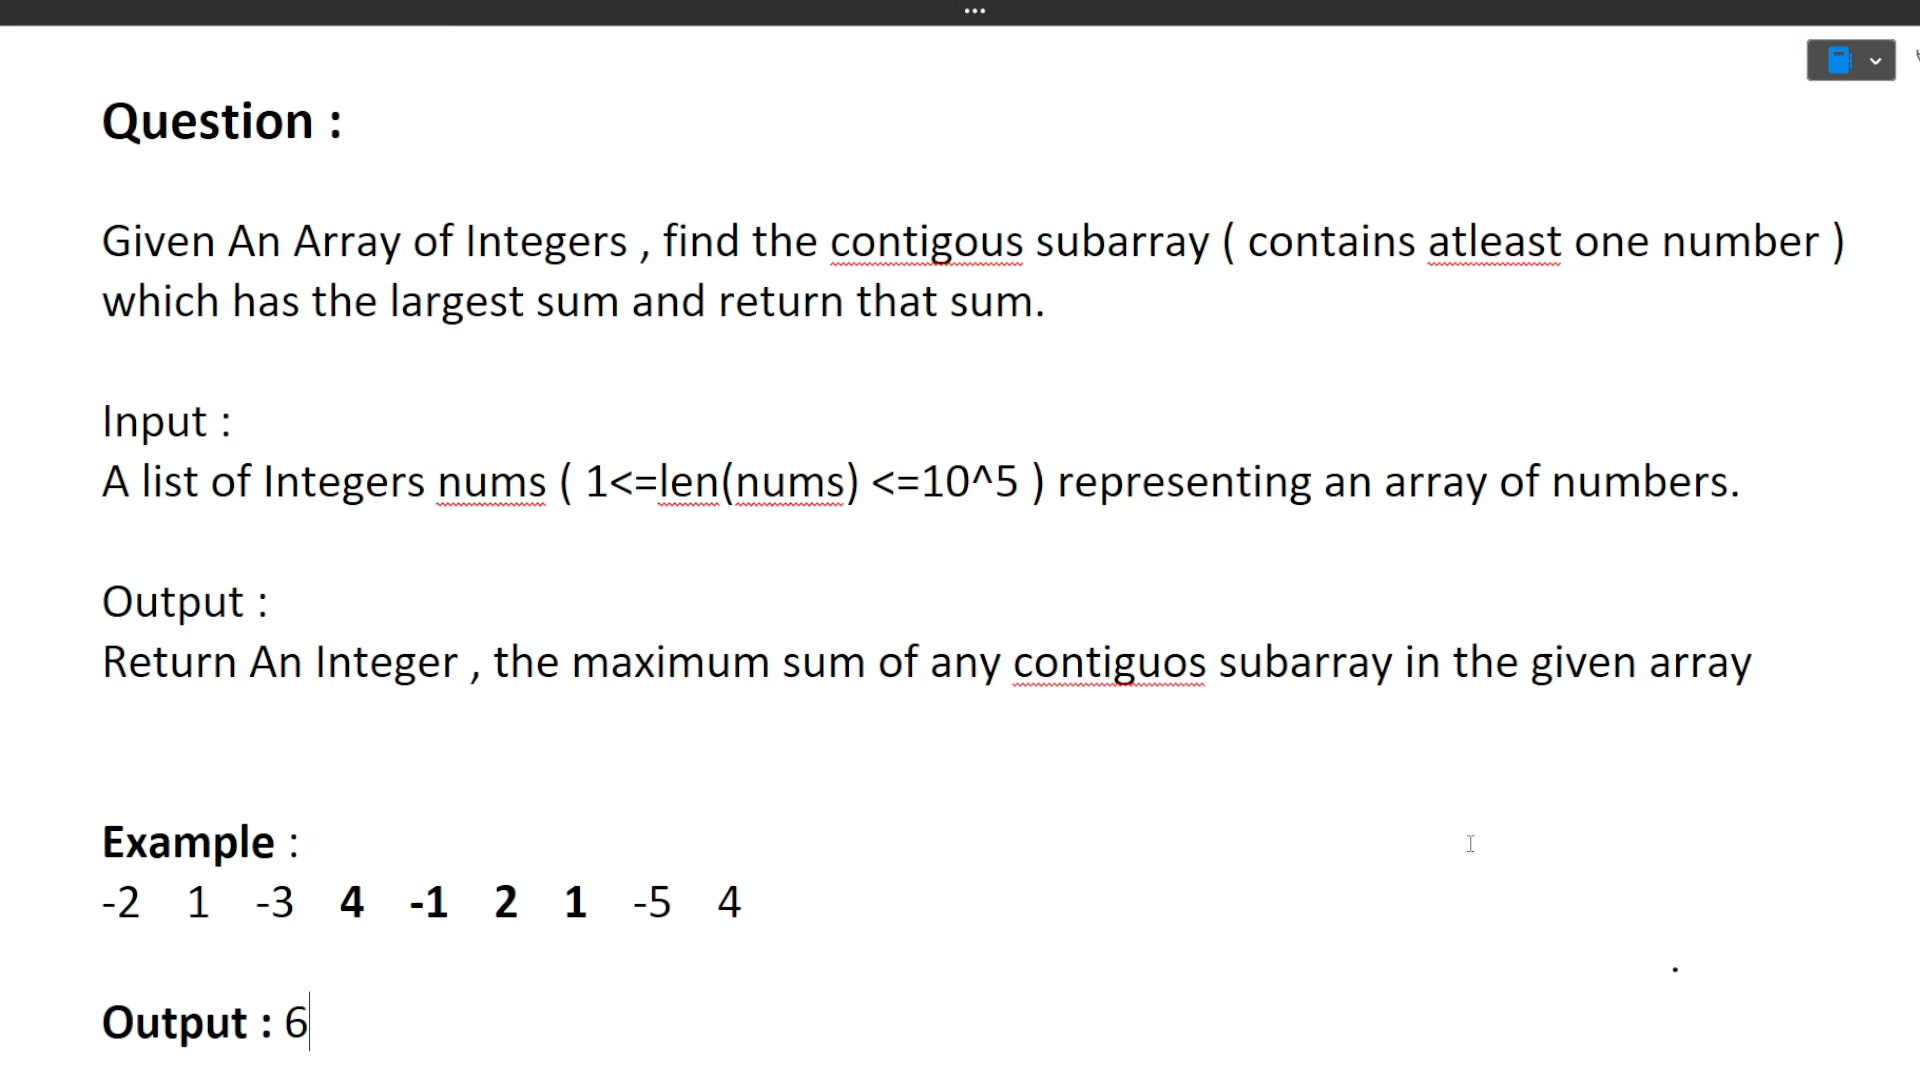 Question :
Given An Array of Integers , find the contigous subarray ( contains atleast one number )
which has the largest sum and return that sum.
Input :
A list of Integers nums ( 1<=len(nums) <=10^5 ) representing an array of numbers.
Output :
Return An Integer , the maximum sum of any contiguos subarray in the given array
Example :
-2 1 -3 4 -1 2 1 -5 4
Output : 6